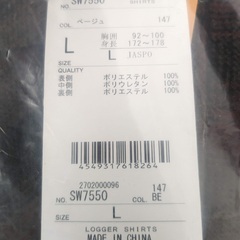 NO. SW7550 SHIRTS
COL. ベージュ 147
L 胸囲 92~100
身長 172~178
SIZE L JASPO
QUALITY
表側 ポリエステル 100%
中側 ポリウレタン 100%
裏側 ポリエステル 100%
4549317618264
2702000096
NO. SW7550 COL. 147 BE
SIZE L
LOGGER SHIRTS
MADE IN CHINA